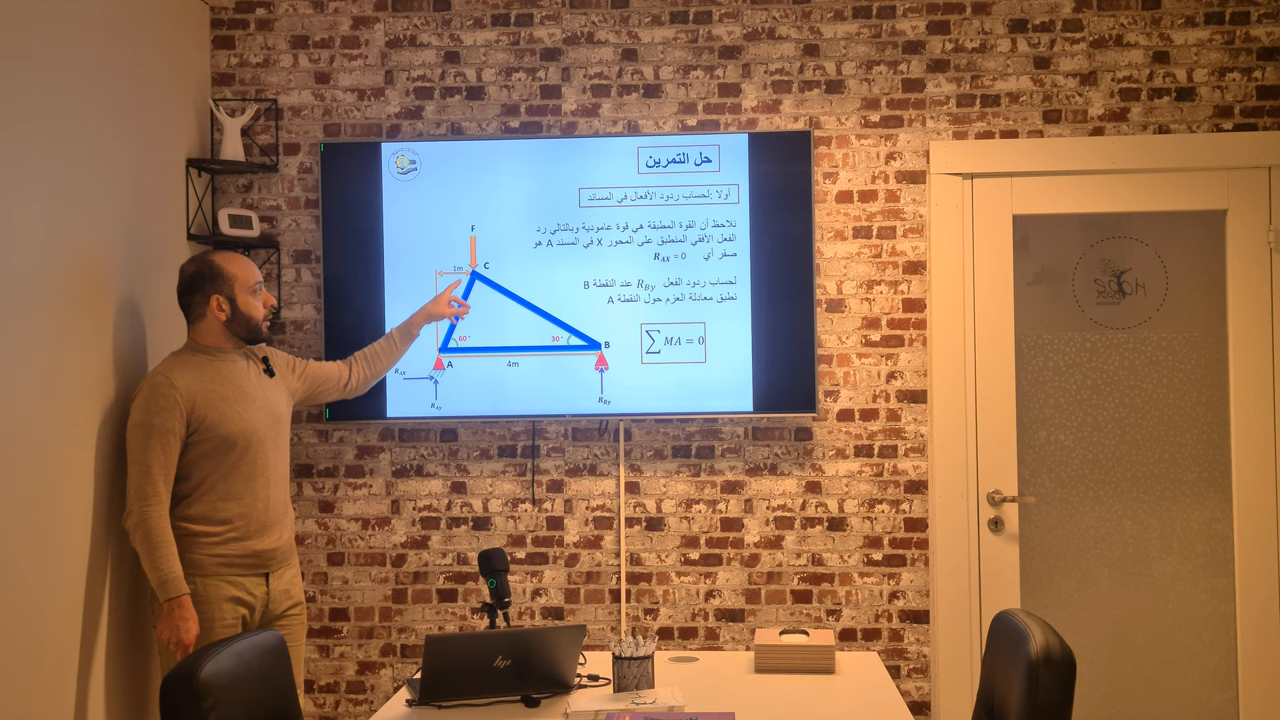 حل التمرين
أولا :لحساب ردود الأفعال في المساند
نلاحظ أن القوة المطبقة هي قوة عامودية وبالتالي رد
الفعل الأفقي المنطبق على المحور X في المسند A هو
صفر أي R_AX = 0
لحساب ردود الفعل R_By عند النقطة B
نطبق معادلة العزم حول النقطة A
∑MA = 0
F
1m
C
60°
30°
A
B
4m
R_AX
R_Ay
R_By
hp
Hope